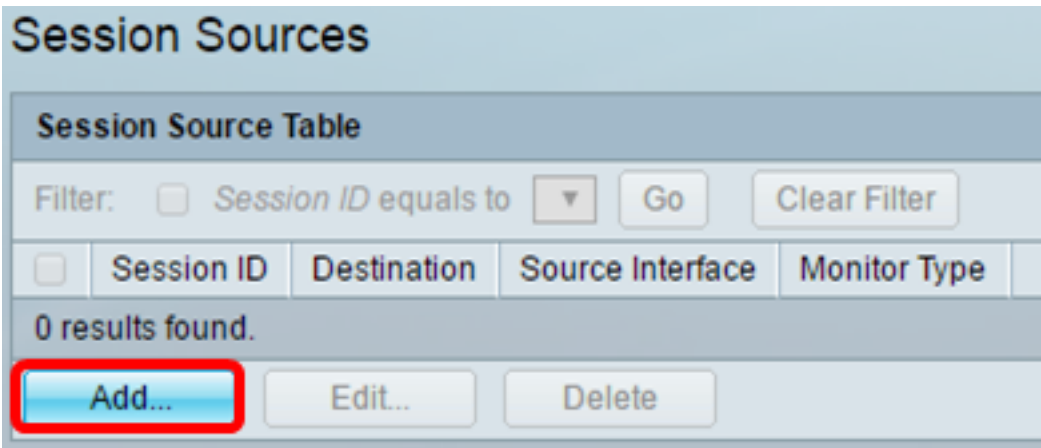 Session Sources
Session Source Table
Filter: Session ID equals to Go Clear Filter
Session ID Destination Source Interface Monitor Type
0 results found.
Add... Edit... Delete